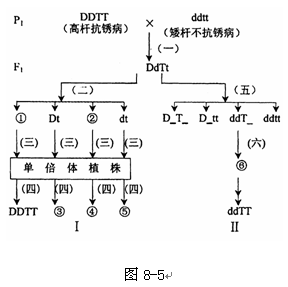 P₁ DDTT × ddtt
(高杆抗锈病) (矮杆不抗锈病)
(一)
F₁ DdTt
(二) (五)
① Dt ② dt D_T_ D_tt ddT_ ddtt
(三) (三) (三) (三) (六)
单倍体植株 ⑥
(四) (四) (四) (四)
DDTT ③ ④ ⑤ ddTT
Ⅰ Ⅱ
图 8-5